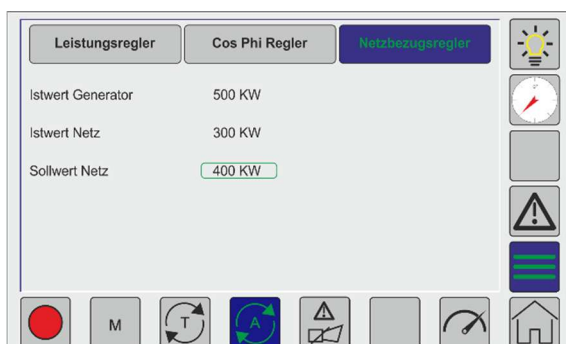 Leistungsregler Cos Phi Regler Netzbezugsregler
Istwert Generator 500 KW
Istwert Netz 300 KW
Sollwert Netz 400 KW
M T A